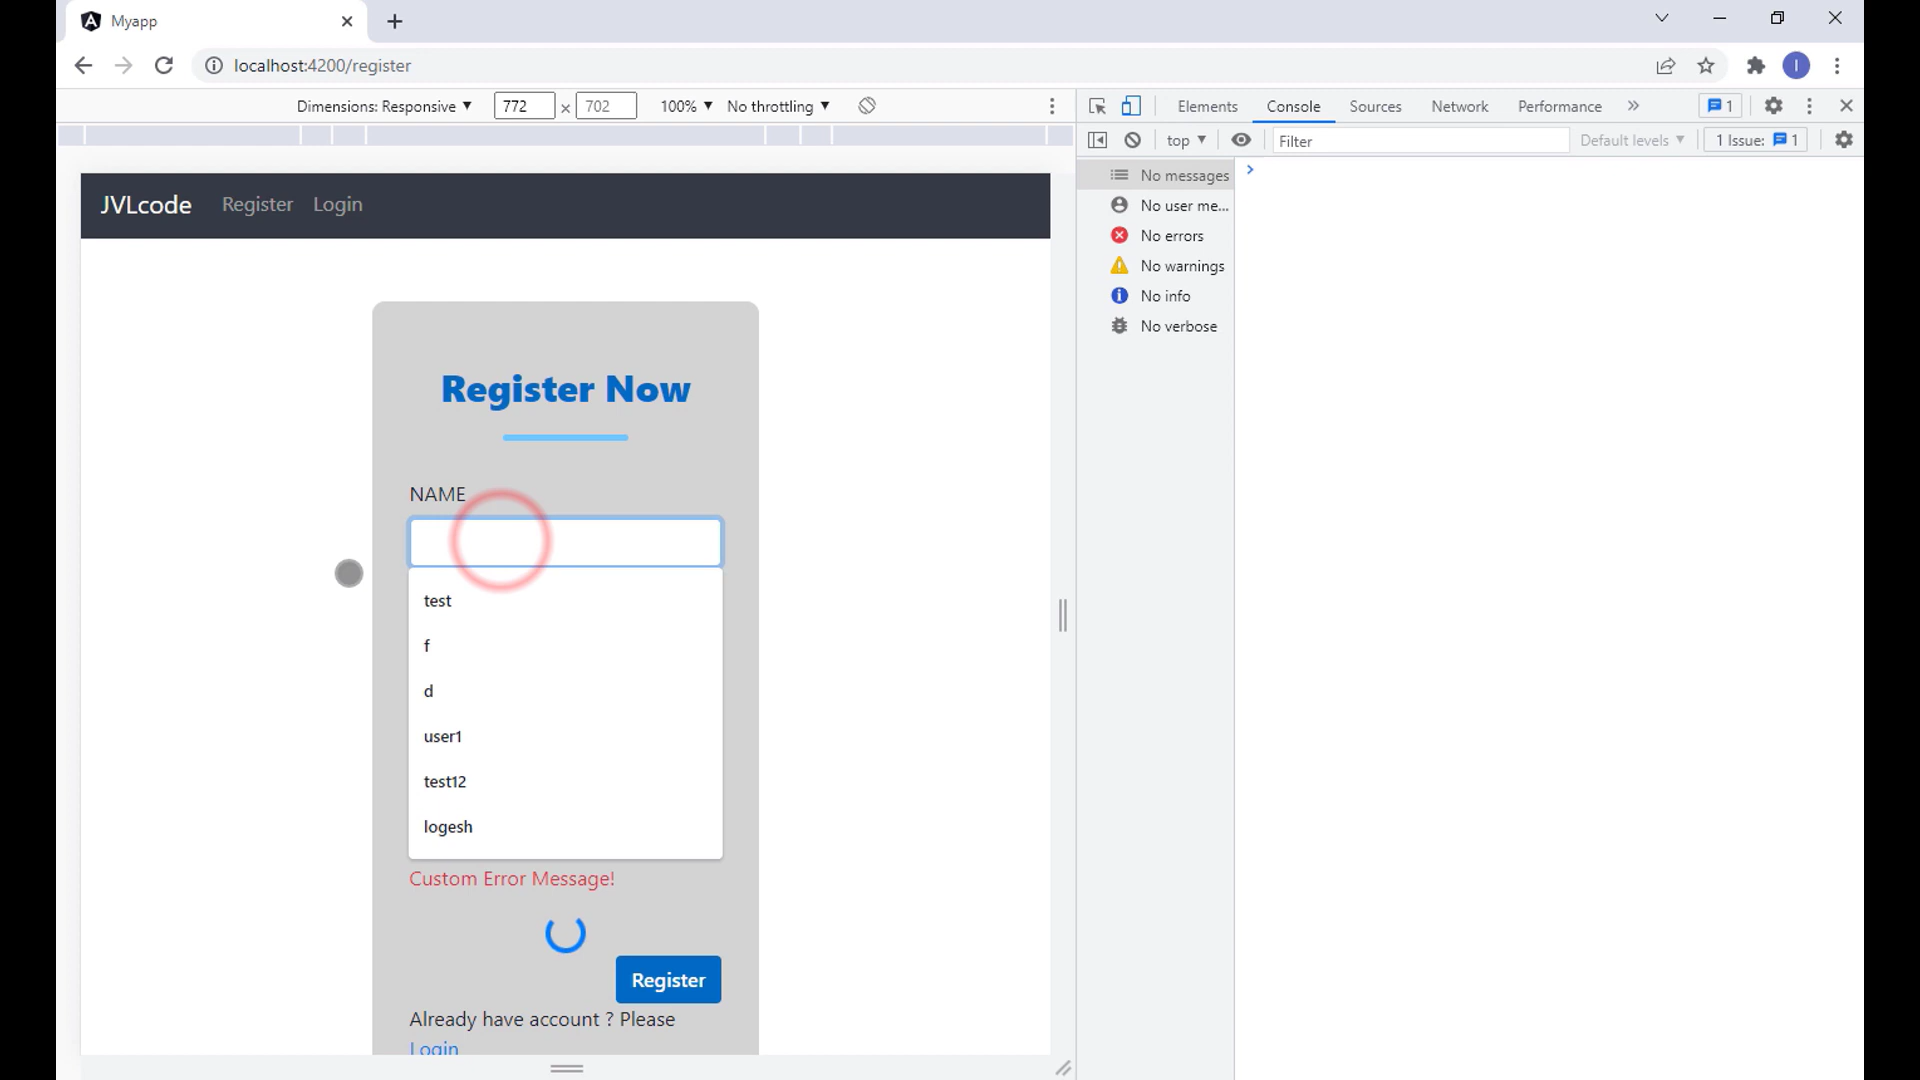 Myapp
localhost:4200/register
I
Dimensions: Responsive ▼ 772 x 702 100% ▼ No throttling ▼
Elements Console Sources Network Performance » 1
top ▼ Filter Default levels ▼ 1 Issue: 1
JVLcode Register Login
No messages
No user me...
No errors
No warnings
No info
No verbose
Register Now
NAME
test
f
d
user1
test12
logesh
Custom Error Message!
Register
Already have account ? Please
Login